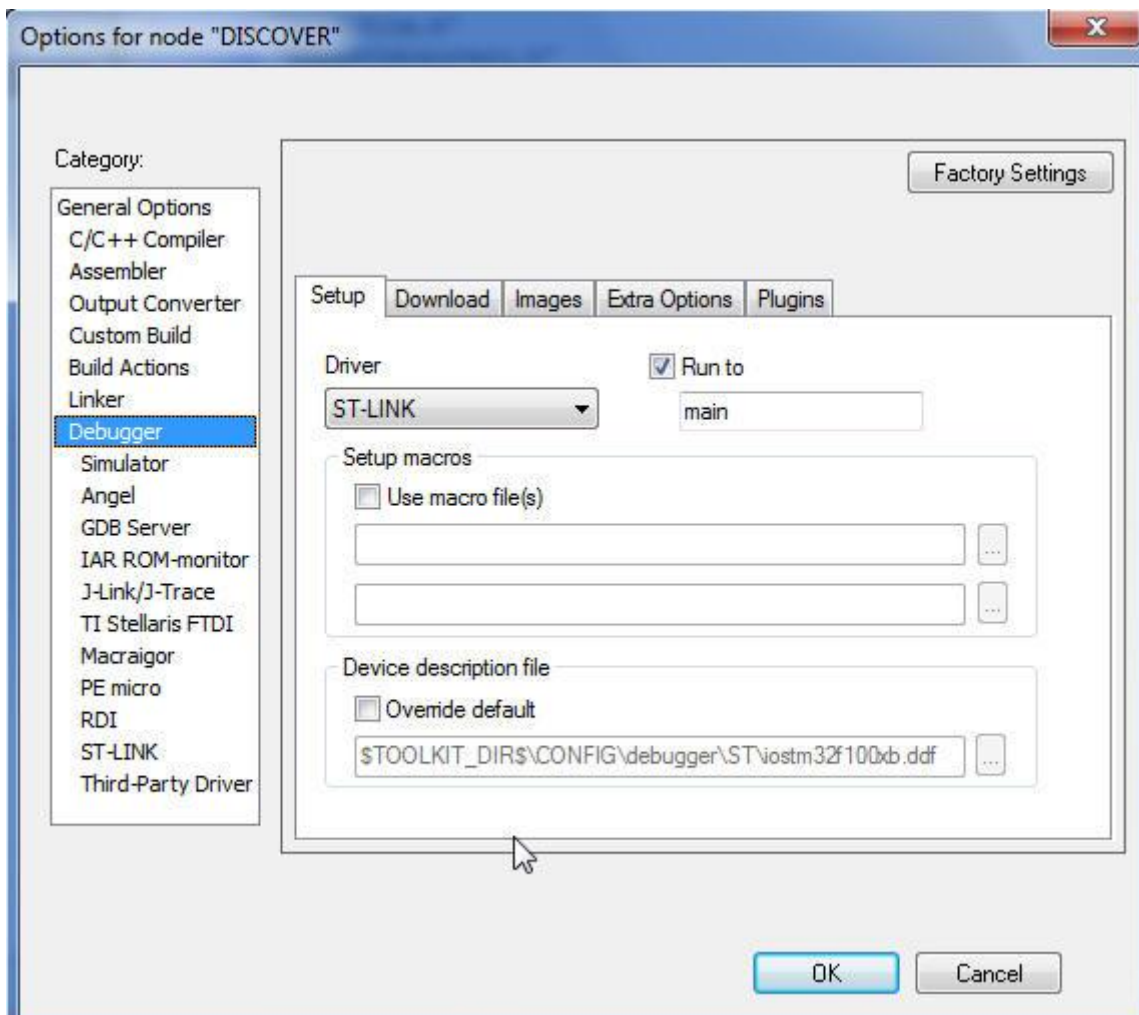 Options for node "DISCOVER"
Category:
Factory Settings
General Options
C/C++ Compiler
Assembler
Output Converter
Custom Build
Build Actions
Linker
Debugger
Simulator
Angel
GDB Server
IAR ROM-monitor
J-Link/J-Trace
TI Stellaris FTDI
Macraigor
PE micro
RDI
ST-LINK
Third-Party Driver
Setup Download Images Extra Options Plugins
Driver
Run to
ST-LINK
main
Setup macros
Use macro file(s)
...
...
Device description file
Override default
$TOOLKIT_DIR$\CONFIG\debugger\ST\iostm32f100xb.ddf
...
OK Cancel